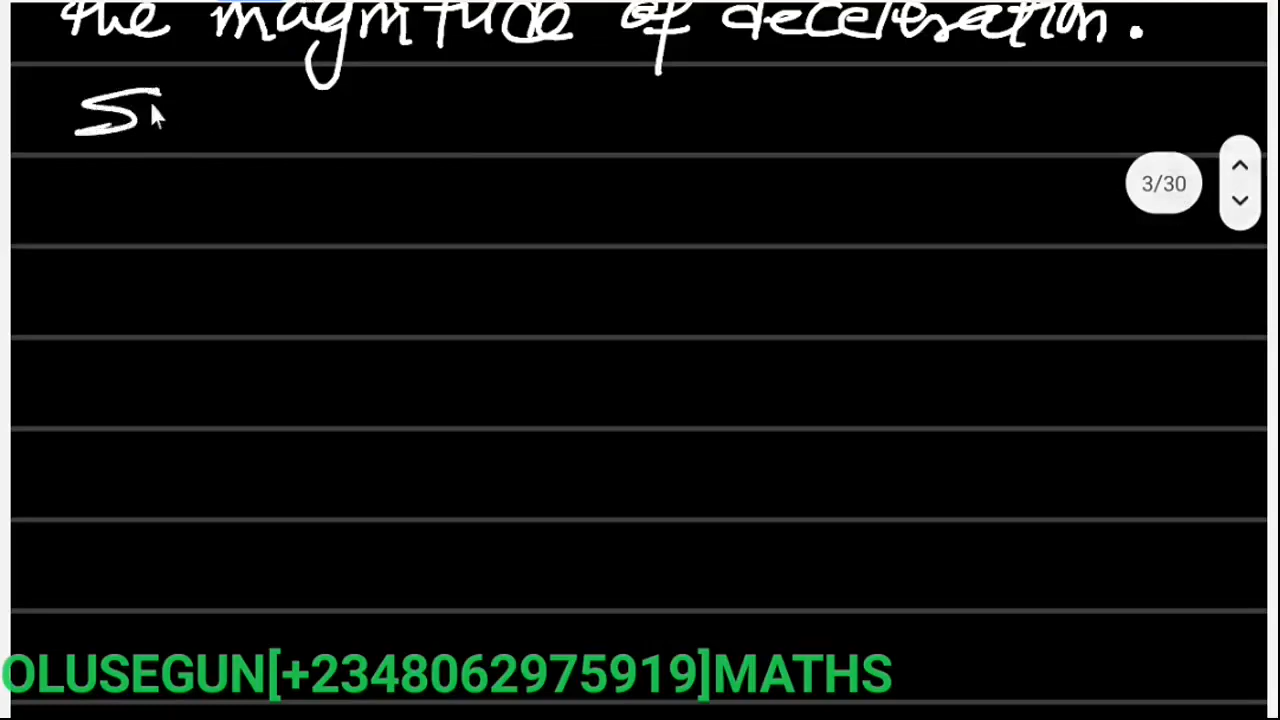 the magnitude of deceleration.
S
3/30
OLUSEGUN[+2348062975919]MATHS